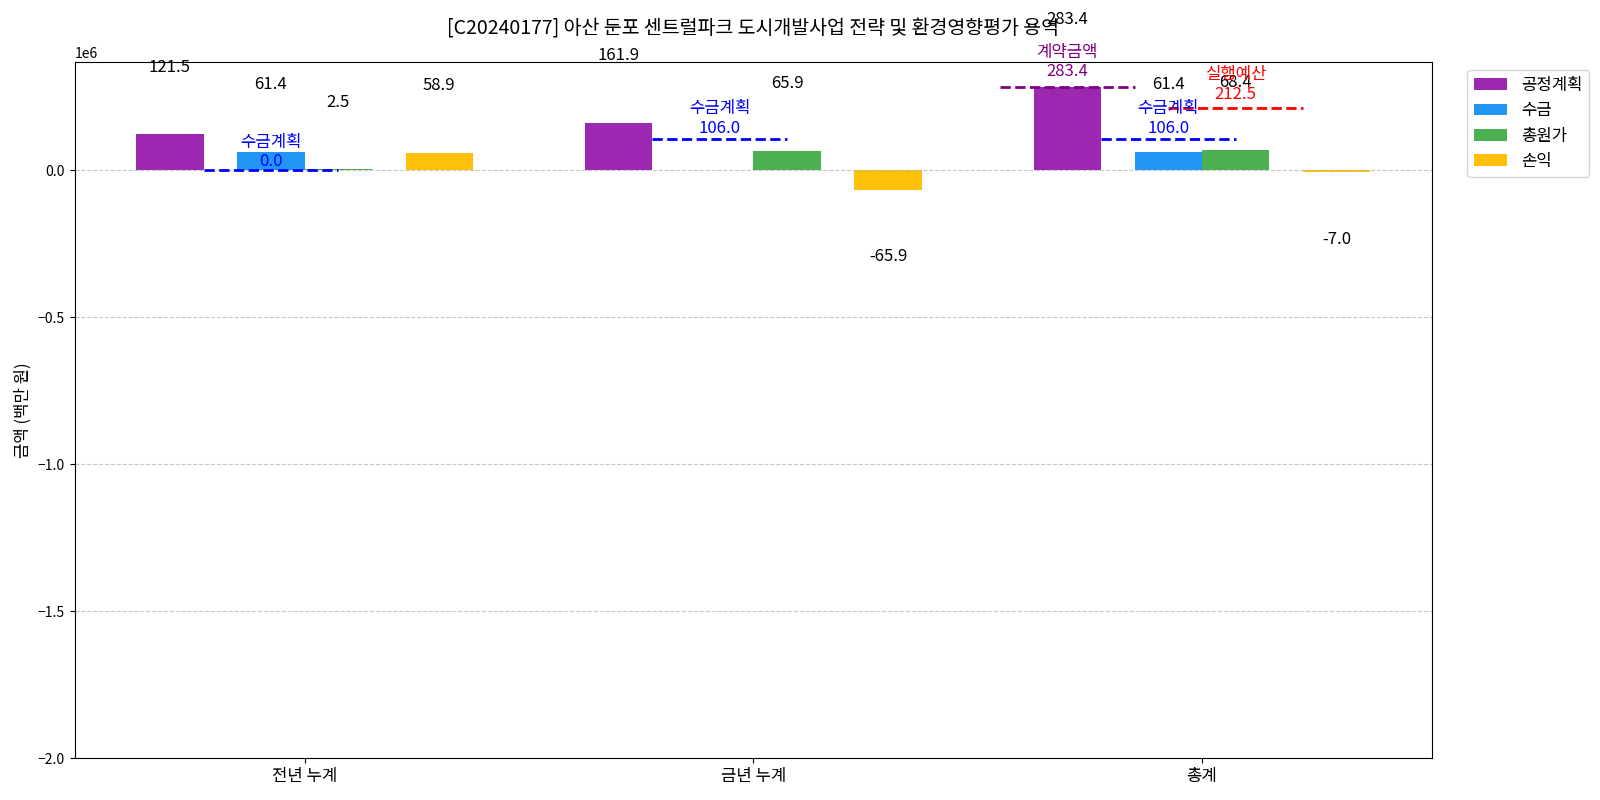 [C20240177] 아산 둔포 센트럴파크 도시개발사업 전략 및 환경영향평가 용역
1e6
금액 (백만 원)
0.0
−0.5
−1.0
−1.5
−2.0
121.5
61.4
2.5
58.9
수금계획
0.0
161.9
65.9
수금계획
106.0
-65.9
283.4
계약금액
283.4
61.4
68.4
수금계획
106.0
실행예산
212.5
-7.0
전년 누계
금년 누계
총계
공정계획
수금
총원가
손익